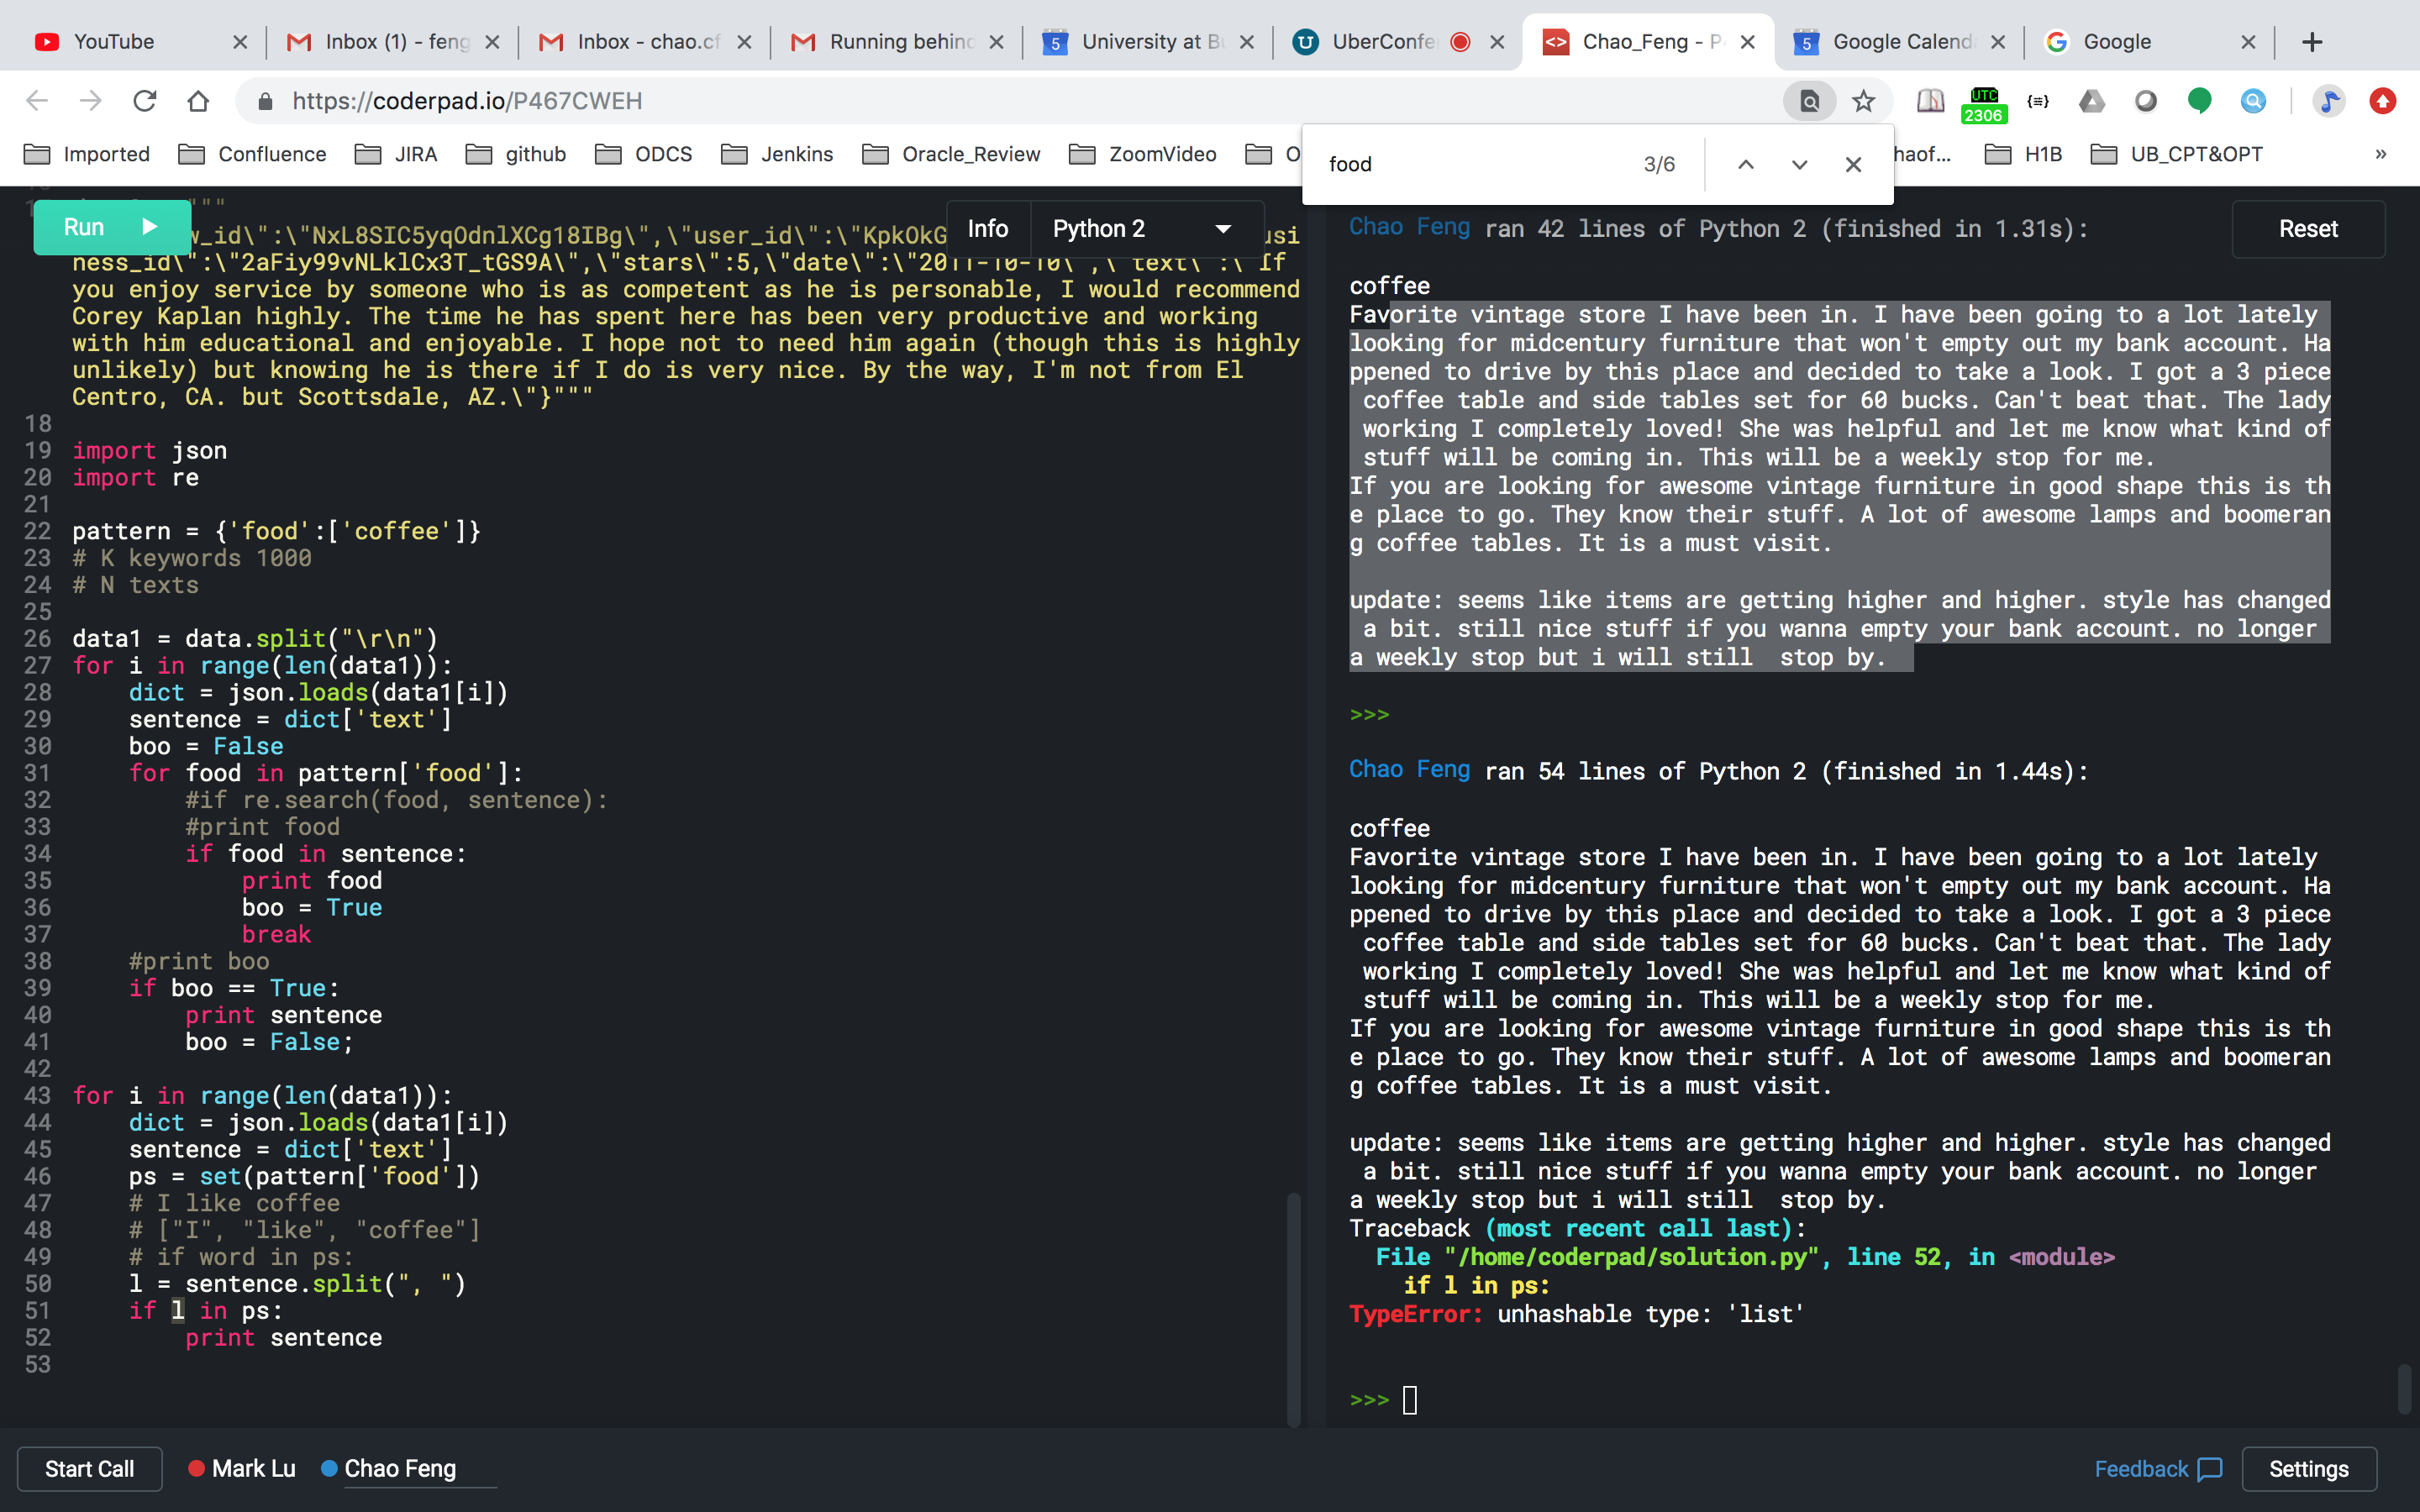 YouTube
Inbox (1) - feng
Inbox - chao.cf
Running behind
University at Bu
UberConfe
Chao_Feng - P
Google Calend
Google
https://coderpad.io/P467CWEH
UTC
2306
Imported
Confluence
JIRA
github
ODCS
Jenkins
Oracle_Review
ZoomVideo
O
haof...
H1B
UB_CPT&OPT
»
food
3/6
Run
Info
Python 2
Reset
"""
w_id\":\"NxL8SIC5yqOdnlXCg18IBg\",\"user_id\":\"KpkOkG
usi
ness_id\":\"2aFiy99vNLklCx3T_tGS9A\",\"stars\":5,\"date\":\"2011-10-10\",\"text\":\"If
you enjoy service by someone who is as competent as he is personable, I would recommend
Corey Kaplan highly. The time he has spent here has been very productive and working
with him educational and enjoyable. I hope not to need him again (though this is highly
unlikely) but knowing he is there if I do is very nice. By the way, I'm not from El
Centro, CA. but Scottsdale, AZ.\"}"""
18
19 import json
20 import re
21
22 pattern = {'food':['coffee']}
23 # K keywords 1000
24 # N texts
25
26 data1 = data.split("\r\n")
27 for i in range(len(data1)):
28     dict = json.loads(data1[i])
29     sentence = dict['text']
30     boo = False
31     for food in pattern['food']:
32         #if re.search(food, sentence):
33         #print food
34         if food in sentence:
35             print food
36             boo = True
37             break
38     #print boo
39     if boo == True:
40         print sentence
41         boo = False;
42
43 for i in range(len(data1)):
44     dict = json.loads(data1[i])
45     sentence = dict['text']
46     ps = set(pattern['food'])
47     # I like coffee
48     # ["I", "like", "coffee"]
49     # if word in ps:
50     l = sentence.split(", ")
51     if l in ps:
52         print sentence
53
Chao Feng ran 42 lines of Python 2 (finished in 1.31s):
coffee
Favorite vintage store I have been in. I have been going to a lot lately
looking for midcentury furniture that won't empty out my bank account. Ha
ppened to drive by this place and decided to take a look. I got a 3 piece
coffee table and side tables set for 60 bucks. Can't beat that. The lady
working I completely loved! She was helpful and let me know what kind of
stuff will be coming in. This will be a weekly stop for me.
If you are looking for awesome vintage furniture in good shape this is th
e place to go. They know their stuff. A lot of awesome lamps and boomeran
g coffee tables. It is a must visit.
update: seems like items are getting higher and higher. style has changed
a bit. still nice stuff if you wanna empty your bank account. no longer
a weekly stop but i will still  stop by.
>>>
Chao Feng ran 54 lines of Python 2 (finished in 1.44s):
coffee
Favorite vintage store I have been in. I have been going to a lot lately
looking for midcentury furniture that won't empty out my bank account. Ha
ppened to drive by this place and decided to take a look. I got a 3 piece
coffee table and side tables set for 60 bucks. Can't beat that. The lady
working I completely loved! She was helpful and let me know what kind of
stuff will be coming in. This will be a weekly stop for me.
If you are looking for awesome vintage furniture in good shape this is th
e place to go. They know their stuff. A lot of awesome lamps and boomeran
g coffee tables. It is a must visit.
update: seems like items are getting higher and higher. style has changed
a bit. still nice stuff if you wanna empty your bank account. no longer
a weekly stop but i will still  stop by.
Traceback (most recent call last):
File "/home/coderpad/solution.py", line 52, in <module>
if l in ps:
TypeError: unhashable type: 'list'
>>>
Start Call
Mark Lu
Chao Feng
Feedback
Settings